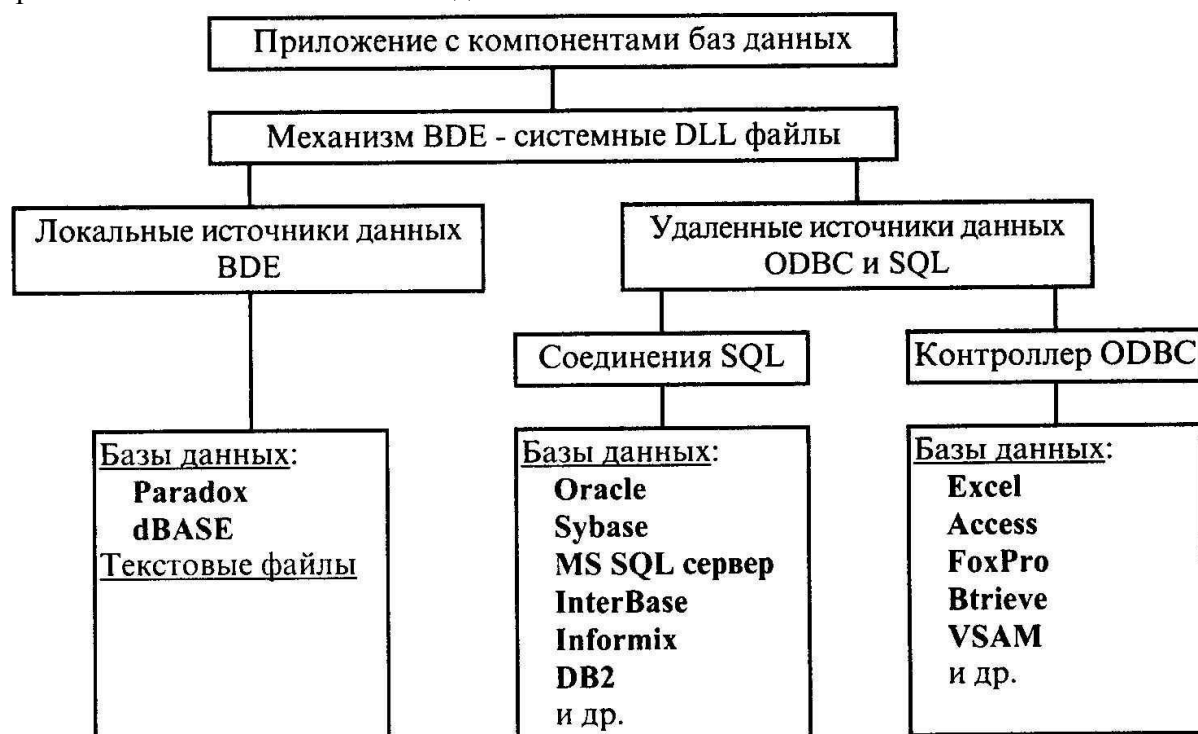 Приложение с компонентами баз данных
Механизм BDE - системные DLL файлы
Локальные источники данных
BDE
Удаленные источники данных
ODBC и SQL
Соединения SQL
Контроллер ODBC
Базы данных:
Paradox
dBASE
Текстовые файлы
Базы данных:
Oracle
Sybase
MS SQL сервер
InterBase
Informix
DB2
и др.
Базы данных:
Excel
Access
FoxPro
Btrieve
VSAM
и др.